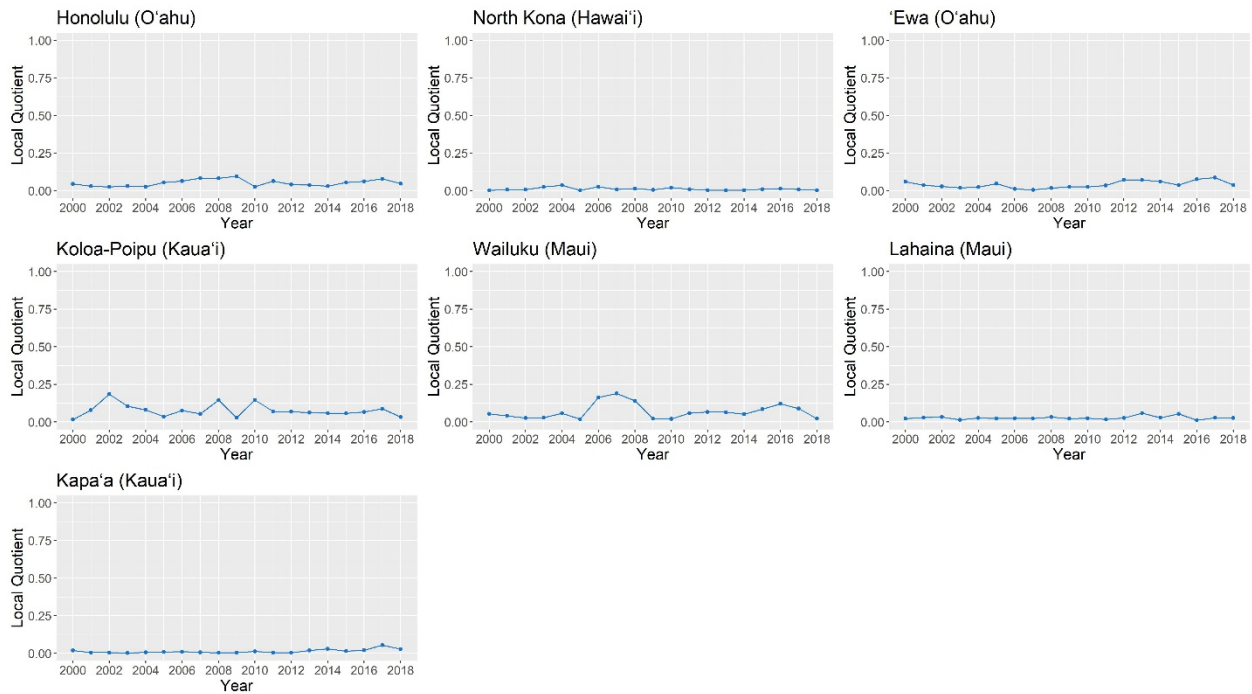 Honolulu (Oʻahu)
1.00
0.75
0.50
0.25
0.00
Local Quotient
2000 2002 2004 2006 2008 2010 2012 2014 2016 2018
Year
North Kona (Hawaiʻi)
1.00
0.75
0.50
0.25
0.00
Local Quotient
2000 2002 2004 2006 2008 2010 2012 2014 2016 2018
Year
ʻEwa (Oʻahu)
1.00
0.75
0.50
0.25
0.00
Local Quotient
2000 2002 2004 2006 2008 2010 2012 2014 2016 2018
Year
Koloa-Poipu (Kauaʻi)
1.00
0.75
0.50
0.25
0.00
Local Quotient
2000 2002 2004 2006 2008 2010 2012 2014 2016 2018
Year
Wailuku (Maui)
1.00
0.75
0.50
0.25
0.00
Local Quotient
2000 2002 2004 2006 2008 2010 2012 2014 2016 2018
Year
Lahaina (Maui)
1.00
0.75
0.50
0.25
0.00
Local Quotient
2000 2002 2004 2006 2008 2010 2012 2014 2016 2018
Year
Kapaʻa (Kauaʻi)
1.00
0.75
0.50
0.25
0.00
Local Quotient
2000 2002 2004 2006 2008 2010 2012 2014 2016 2018
Year